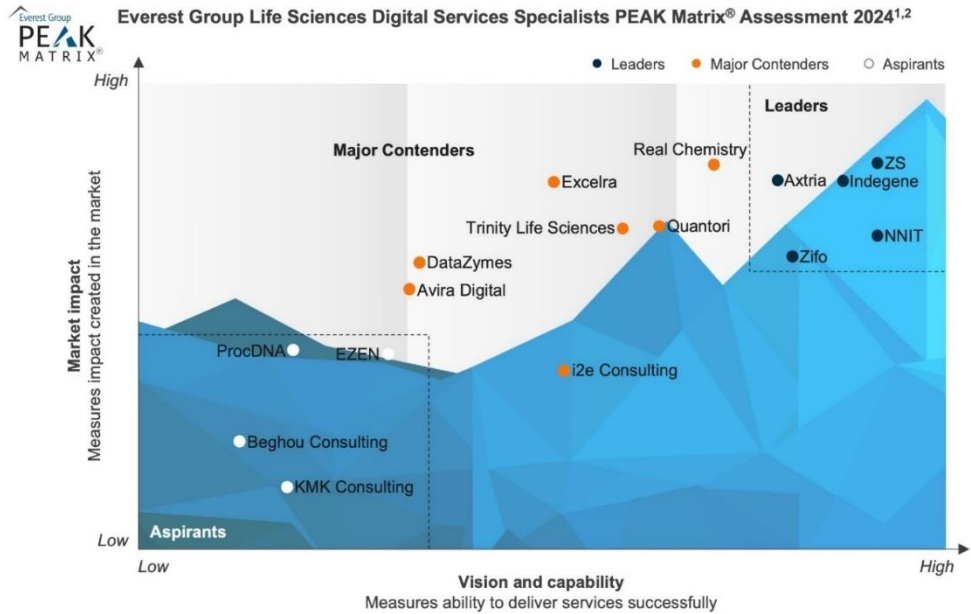 Everest Group
PEAK
MATRIX®
Everest Group Life Sciences Digital Services Specialists PEAK Matrix® Assessment 2024¹,²
High
Leaders
Major Contenders
Aspirants
Leaders
Major Contenders
Real Chemistry
ZS
Excelra
Axtria
Indegene
Trinity Life Sciences
Quantori
NNIT
DataZymes
Zifo
Avira Digital
Market impact
Measures impact created in the market
ProcDNA
EZEN
i2e Consulting
Beghou Consulting
KMK Consulting
Aspirants
Low
Low
High
Vision and capability
Measures ability to deliver services successfully